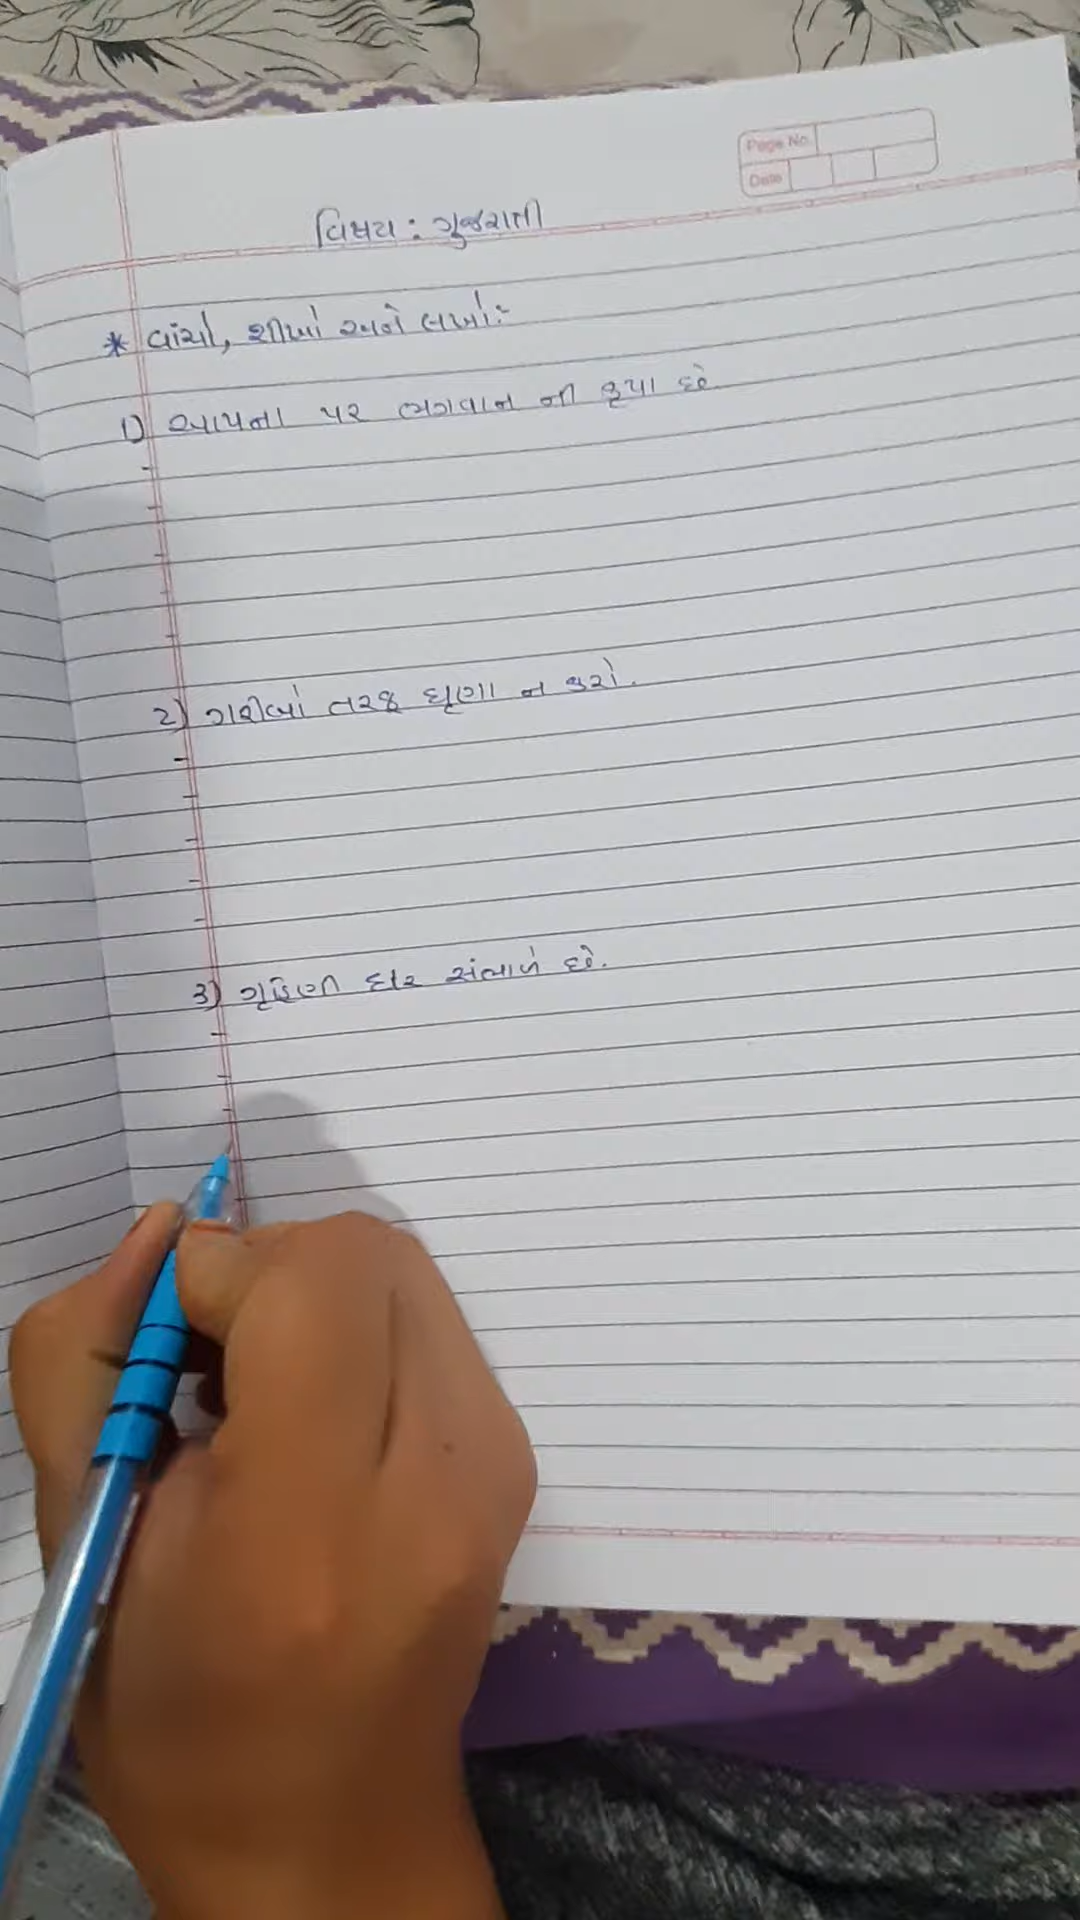 Page No.
Date
વિષય : ગુજરાતી
* વાંચો, શીખો અને લખો:-
1) આપના પર ભગવાન ની કૃપા છે.
2) ગરીબો તરફ ઘૃણા ન કરો.
3) ગૃહિણી ઘર સંભાળે છે.